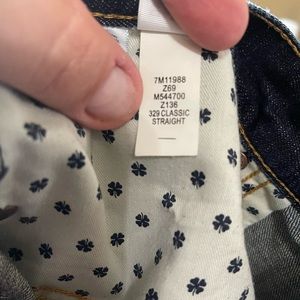 7M11988
Z69
M544700
Z136
329 CLASSIC
STRAIGHT